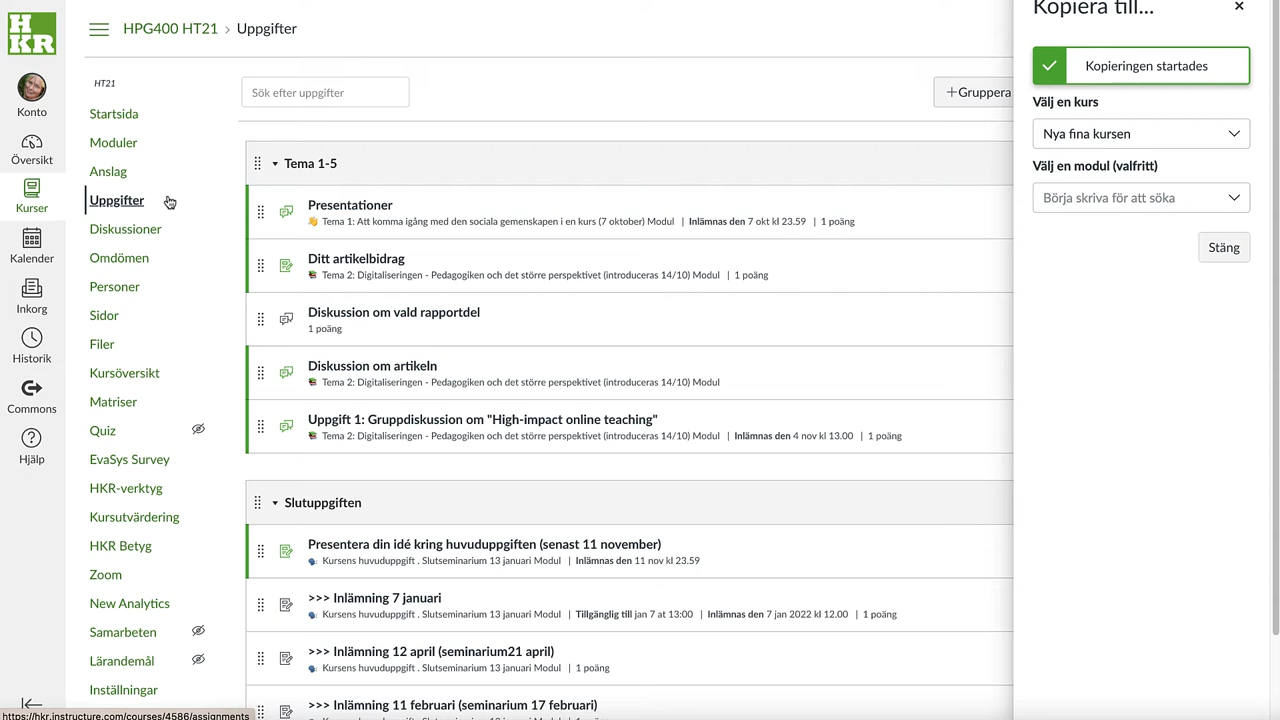 HKR
Konto
Översikt
Kurser
Kalender
Inkorg
Historik
Commons
Hjälp
HPG400 HT21 › Uppgifter
HT21
Startsida
Moduler
Anslag
Uppgifter
Diskussioner
Omdömen
Personer
Sidor
Filer
Kursöversikt
Matriser
Quiz
EvaSys Survey
HKR-verktyg
Kursutvärdering
HKR Betyg
Zoom
New Analytics
Samarbeten
Lärandemål
Inställningar
Sök efter uppgifter
+Gruppera
Tema 1-5
Presentationer
Tema 1: Att komma igång med den sociala gemenskapen i en kurs (7 oktober) Modul | Inlämnas den 7 okt kl 23.59 | 1 poäng
Ditt artikelbidrag
Tema 2: Digitaliseringen - Pedagogiken och det större perspektivet (introduceras 14/10) Modul | 1 poäng
Diskussion om vald rapportdel
1 poäng
Diskussion om artikeln
Tema 2: Digitaliseringen - Pedagogiken och det större perspektivet (introduceras 14/10) Modul
Uppgift 1: Gruppdiskussion om "High-impact online teaching"
Tema 2: Digitaliseringen - Pedagogiken och det större perspektivet (introduceras 14/10) Modul | Inlämnas den 4 nov kl 13.00 | 1 poäng
Slutuppgiften
Presentera din idé kring huvuduppgiften (senast 11 november)
Kursens huvuduppgift . Slutseminarium 13 januari Modul | Inlämnas den 11 nov kl 23.59
>>> Inlämning 7 januari
Kursens huvuduppgift . Slutseminarium 13 januari Modul | Tillgänglig till jan 7 at 13:00 | Inlämnas den 7 jan 2022 kl 12.00 | 1 poäng
>>> Inlämning 12 april (seminarium21 april)
Kursens huvuduppgift . Slutseminarium 13 januari Modul | 1 poäng
>>> Inlämning 11 februari (seminarium 17 februari)
Kopiera till...
Kopieringen startades
Välj en kurs
Nya fina kursen
Välj en modul (valfritt)
Börja skriva för att söka
Stäng
https://hkr.instructure.com/courses/4586/assignments